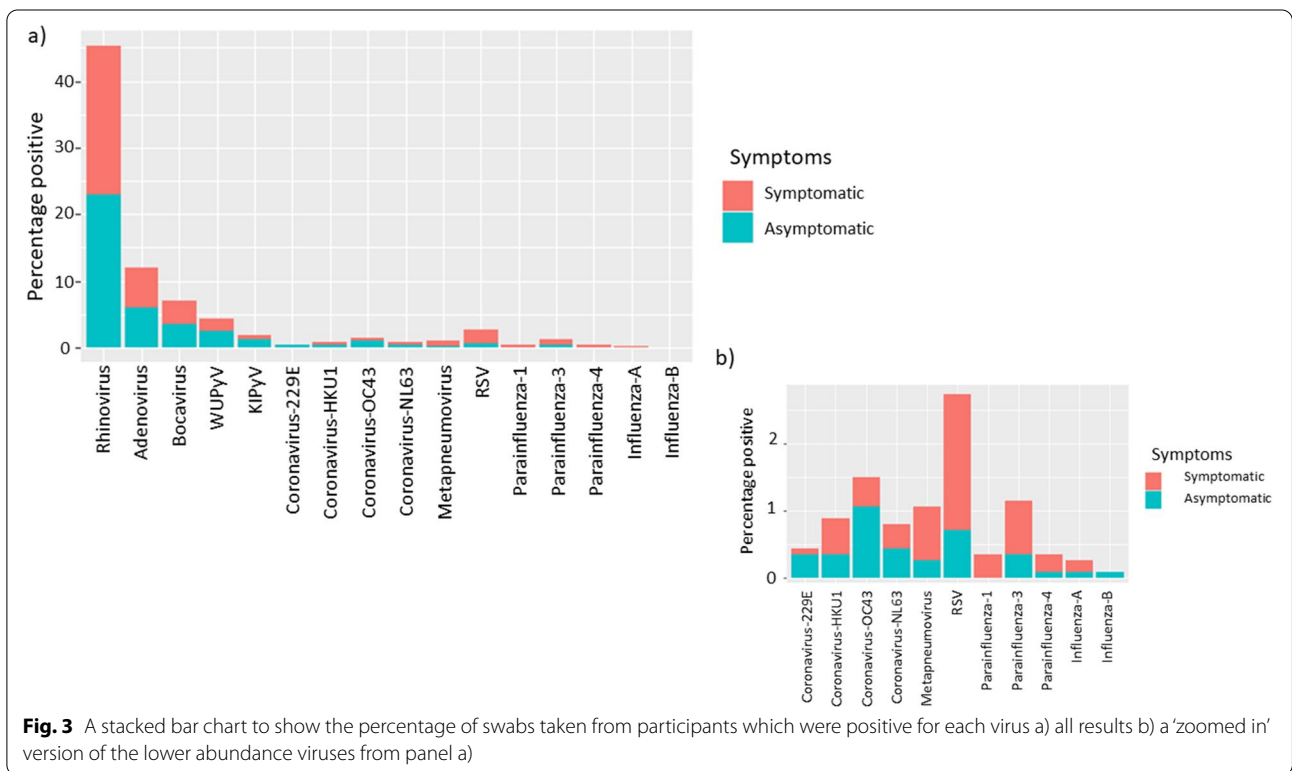 a)
Percentage positive
40
30
20
10
0
Rhinovirus
Adenovirus
Bocavirus
WUPyV
KIPyV
Coronavirus-229E
Coronavirus-HKU1
Coronavirus-OC43
Coronavirus-NL63
Metapneumovirus
RSV
Parainfluenza-1
Parainfluenza-3
Parainfluenza-4
Influenza-A
Influenza-B
Symptoms
Symptomatic
Asymptomatic
b)
Percentage positive
2
1
0
Coronavirus-229E
Coronavirus-HKU1
Coronavirus-OC43
Coronavirus-NL63
Metapneumovirus
RSV
Parainfluenza-1
Parainfluenza-3
Parainfluenza-4
Influenza-A
Influenza-B
Symptoms
Symptomatic
Asymptomatic
Fig. 3 A stacked bar chart to show the percentage of swabs taken from participants which were positive for each virus a) all results b) a ‘zoomed in’
version of the lower abundance viruses from panel a)